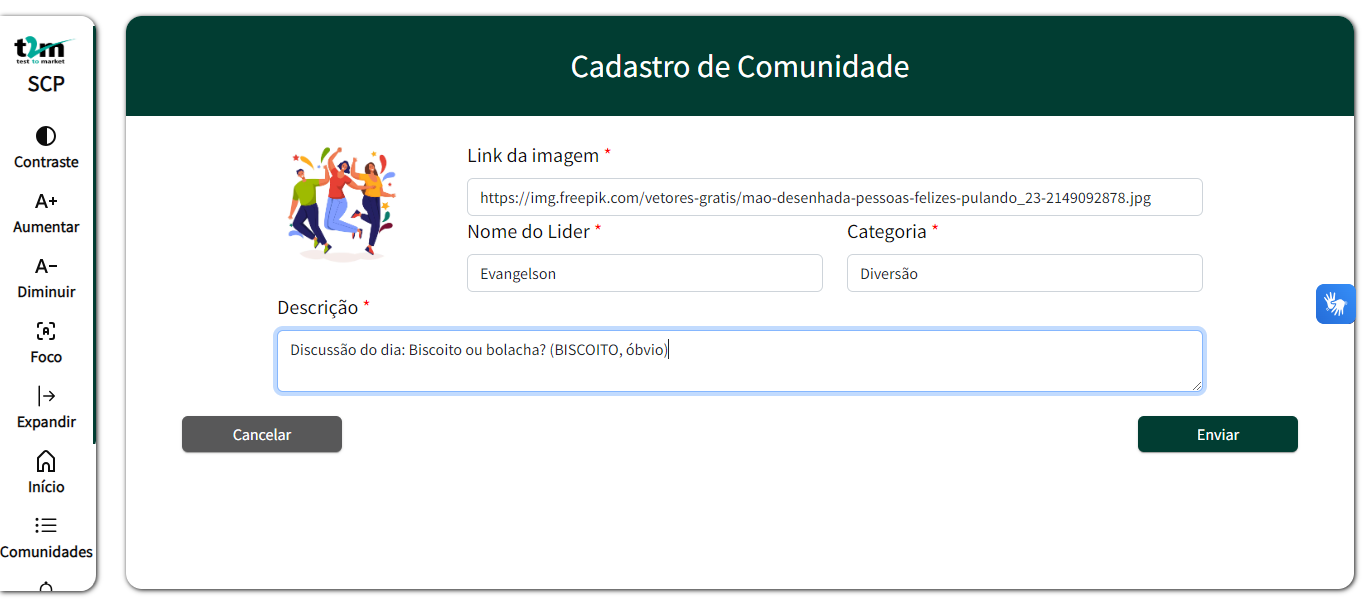 t2m
test to market
SCP
Contraste
A+
Aumentar
A−
Diminuir
A
Foco
Expandir
Início
Comunidades
Cadastro de Comunidade
Link da imagem *
https://img.freepik.com/vetores-gratis/mao-desenhada-pessoas-felizes-pulando_23-2149092878.jpg
Nome do Lider * Categoria *
Evangelson Diversão
Descrição *
Discussão do dia: Biscoito ou bolacha? (BISCOITO, óbvio)
Cancelar Enviar